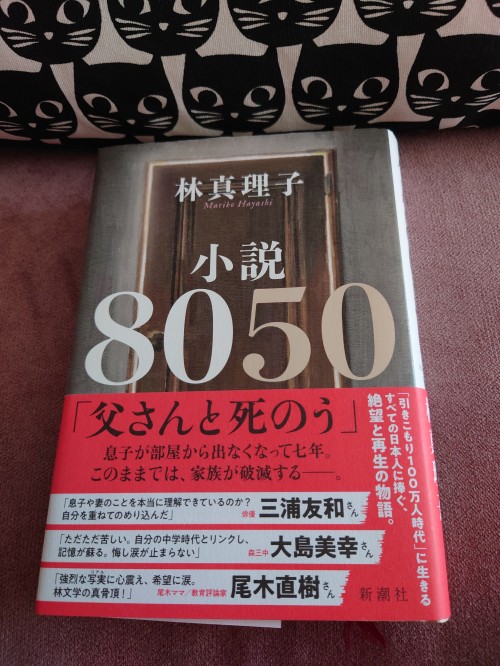 林真理子
Mariko Hayashi
小説
8050
「父さんと死のう」
息子が部屋から出なくなって七年。
このままでは、家族が破滅する――。
「引きこもり100万人時代」に生きる
すべての日本人に捧ぐ、
絶望と再生の物語。
「息子や妻のことを本当に理解できているのか?
自分を重ねてのめり込んだ」
俳優 三浦友和さん
「ただただ苦しい。自分の中学時代とリンクし、
記憶が蘇る。悔し涙が止まらない」
森三中 大島美幸さん
「強烈な写実に心震え、希望に涙。
リアル
林文学の真骨頂!」
尾木ママ/教育評論家 尾木直樹さん
新潮社